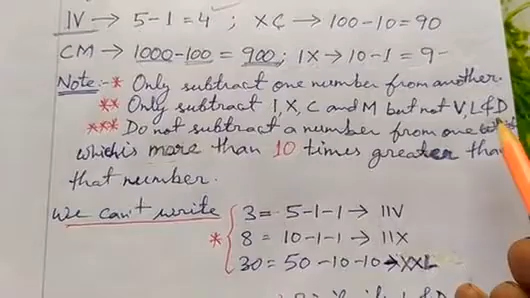 IV → 5-1 = 4 ; XC → 100-10 = 90
CM → 1000-100 = 900 ; IX → 10-1 = 9-
Note:- * Only subtract one number from another.
** Only subtract I, X, C and M but not V, L & D
*** Do not subtract a number from one
which is more than 10 times greater than
that number.
We can't write
3 = 5-1-1 → IIV
* 8 = 10-1-1 → IIX
30 = 50-10-10 → XXL